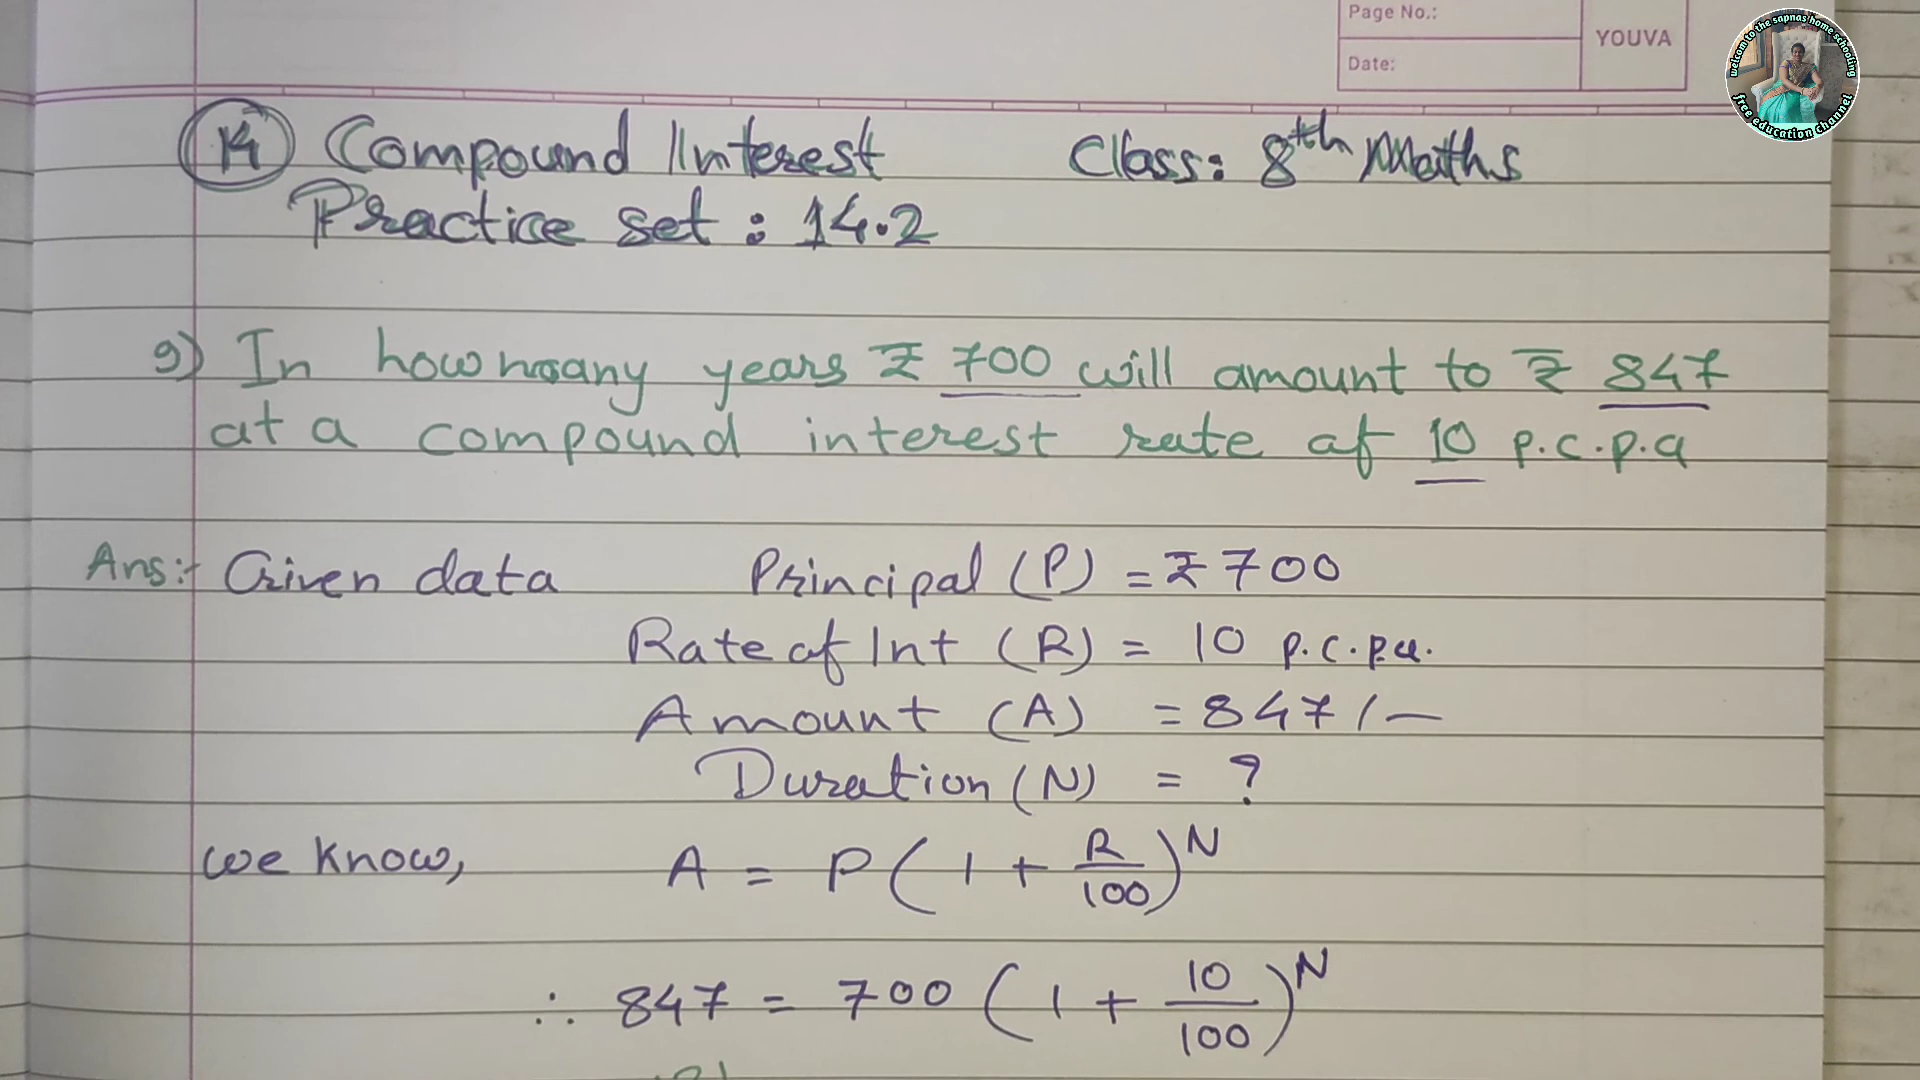 Page No.:
YOUVA
Date:
welcom to the sapnas home schooling
free education channel
14 Compound Interest Class: 8th Maths
Practice set : 14.2
9) In how many years ₹ 700 will amount to ₹ 847
at a compound interest rate of 10 p.c.p.a
Ans:- Given data Principal (P) = ₹ 700
Rate of Int (R) = 10 p.c.p.a.
Amount (A) = 847/-
Duration (N) = ?
we know, A = P(1 + R/100)^N
∴ 847 = 700 (1 + 10/100)^N